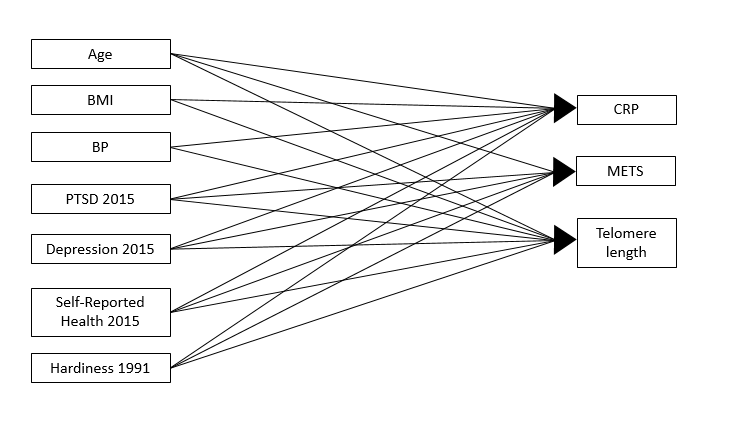 Age
BMI
BP
PTSD 2015
Depression 2015
Self-Reported
Health 2015
Hardiness 1991
CRP
METS
Telomere
length